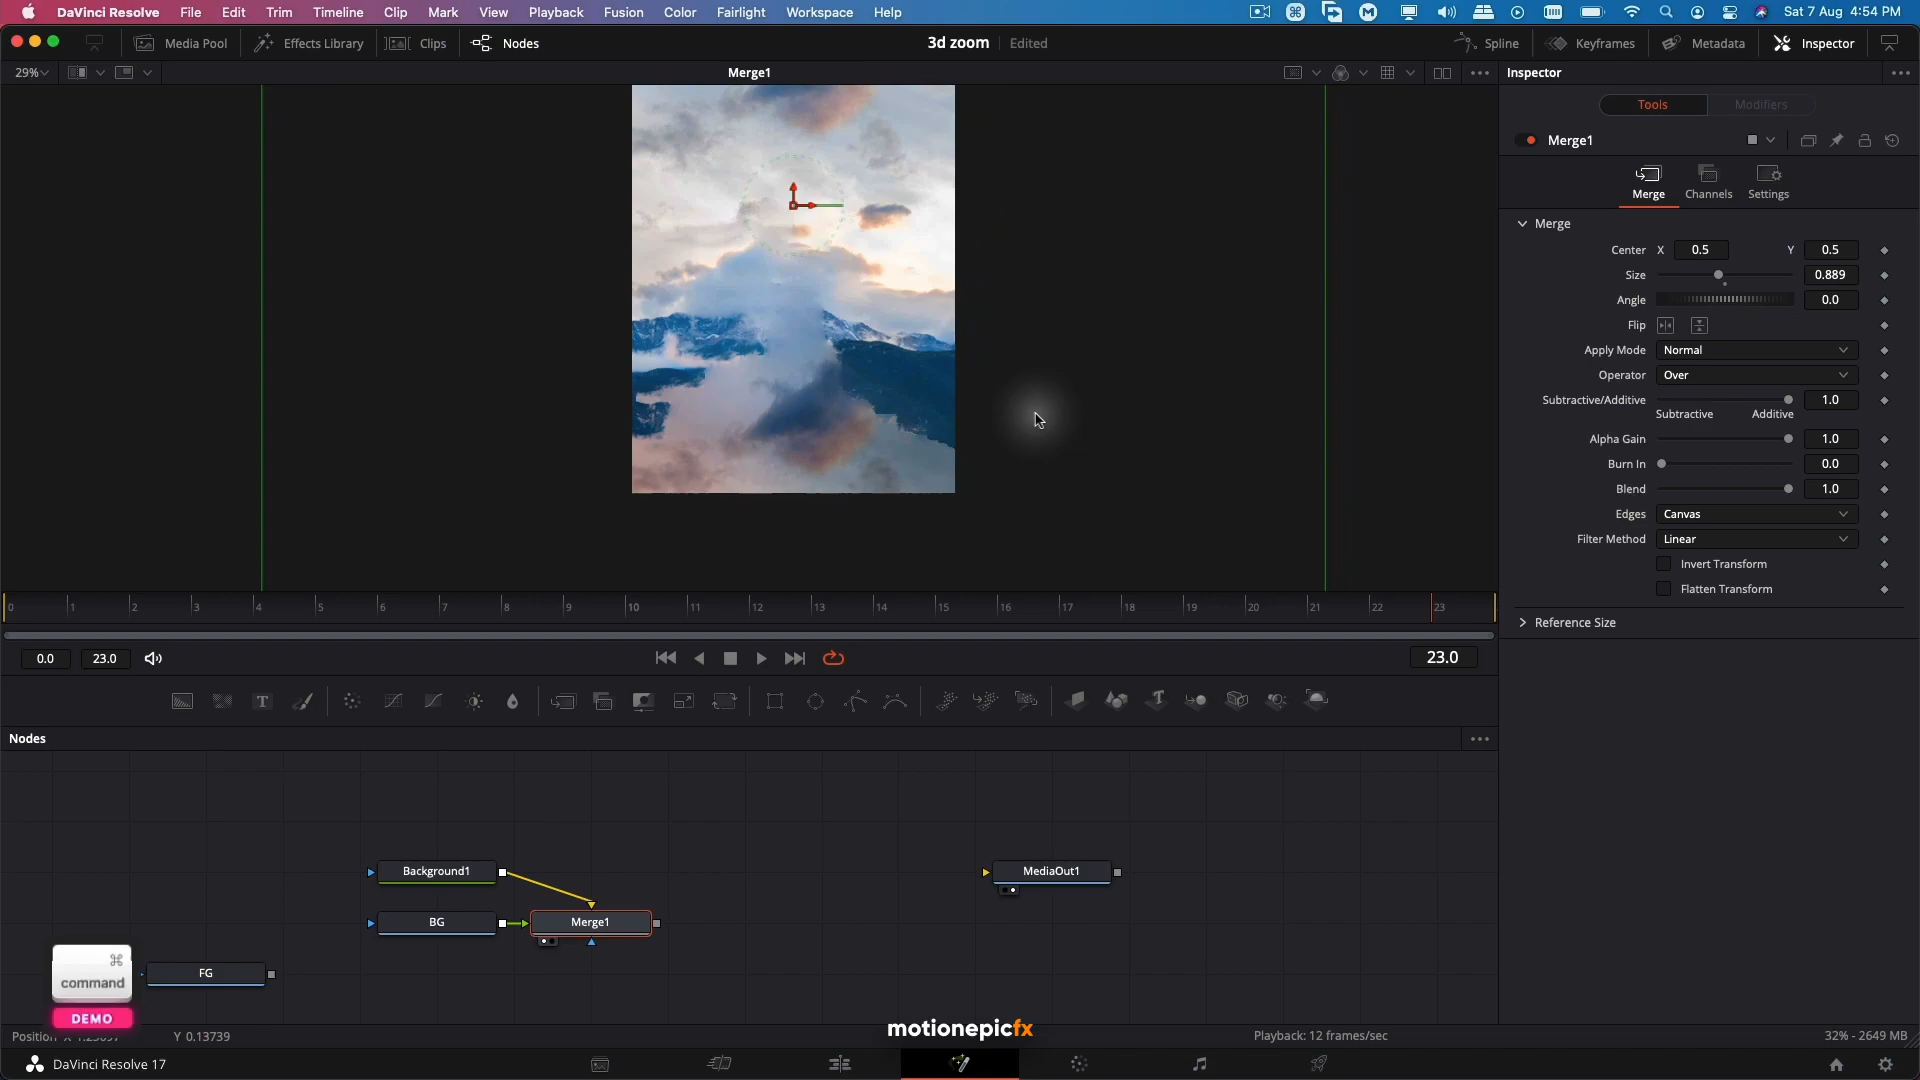 DaVinci Resolve File Edit Trim Timeline Clip Mark View Playback Fusion Color Fairlight Workspace Help Sat 7 Aug 4:54 PM
Media Pool Effects Library Clips Nodes 3d zoom Edited Spline Keyframes Metadata Inspector
29% Merge1 Inspector
Tools Modifiers
Merge1
Merge Channels Settings
Merge
Center X 0.5 Y 0.5
Size 0.889
Angle 0.0
Flip
Apply Mode Normal
Operator Over
Subtractive/Additive 1.0
Subtractive Additive
Alpha Gain 1.0
Burn In 0.0
Blend 1.0
Edges Canvas
Filter Method Linear
Invert Transform
Flatten Transform
Reference Size
0 1 2 3 4 5 6 7 8 9 10 11 12 13 14 15 16 17 18 19 20 21 22 23
0.0 23.0 23.0
Nodes
Background1 MediaOut1
BG Merge1
FG
⌘
command
DEMO
motionepicfx
Position Y 0.13739 Playback: 12 frames/sec 32% - 2649 MB
DaVinci Resolve 17